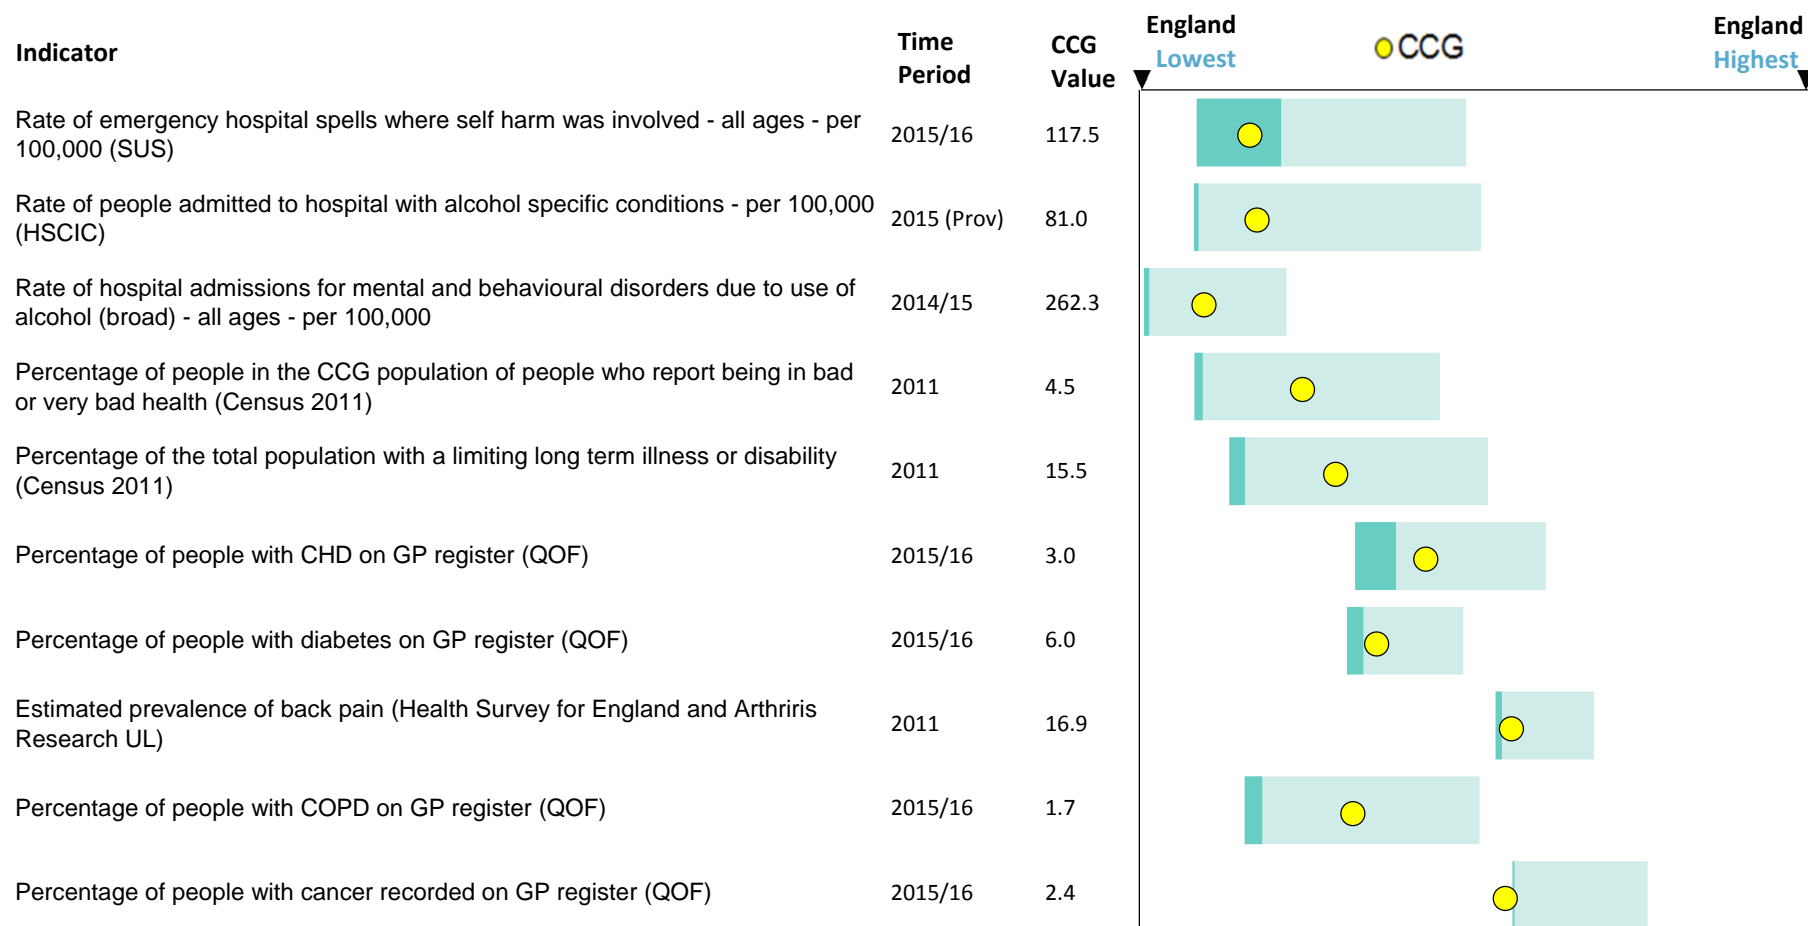 Indicator
Time
Period
CCG
Value
England
Lowest
CCG
England
Highest
Rate of emergency hospital spells where self harm was involved - all ages - per
100,000 (SUS)
2015/16
117.5
Rate of people admitted to hospital with alcohol specific conditions - per 100,000
(HSCIC)
2015 (Prov)
81.0
Rate of hospital admissions for mental and behavioural disorders due to use of
alcohol (broad) - all ages - per 100,000
2014/15
262.3
Percentage of people in the CCG population of people who report being in bad
or very bad health (Census 2011)
2011
4.5
Percentage of the total population with a limiting long term illness or disability
(Census 2011)
2011
15.5
Percentage of people with CHD on GP register (QOF)
2015/16
3.0
Percentage of people with diabetes on GP register (QOF)
2015/16
6.0
Estimated prevalence of back pain (Health Survey for England and Arthriris
Research UL)
2011
16.9
Percentage of people with COPD on GP register (QOF)
2015/16
1.7
Percentage of people with cancer recorded on GP register (QOF)
2015/16
2.4